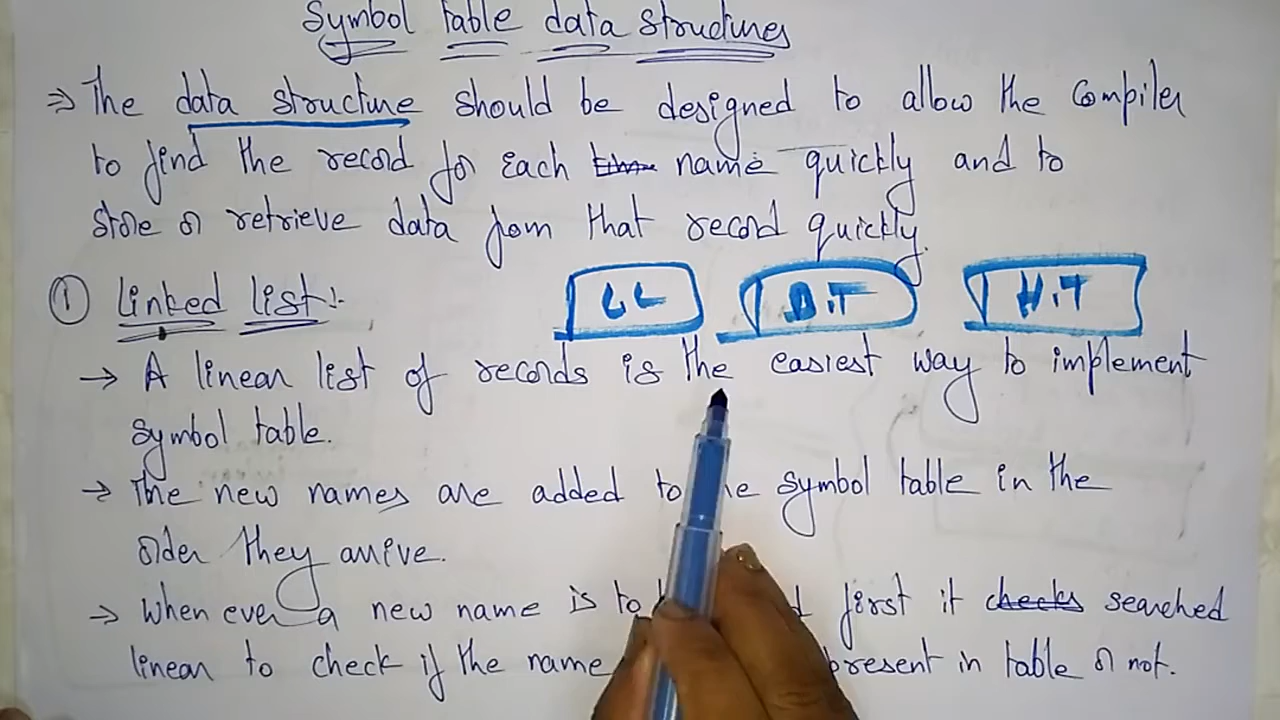 Symbol table data structures
⇒ The data structure should be designed to allow the compiler
to find the record for each name quickly and to
store or retrieve data from that record quickly.
① Linked list:-
LL B.T H.T
→ A linear list of records is the easiest way to implement
symbol table.
→ The new names are added to symbol table in the
order they arrive.
→ When ever a new name is to first it checks searched
linear to check if the name present in table or not.